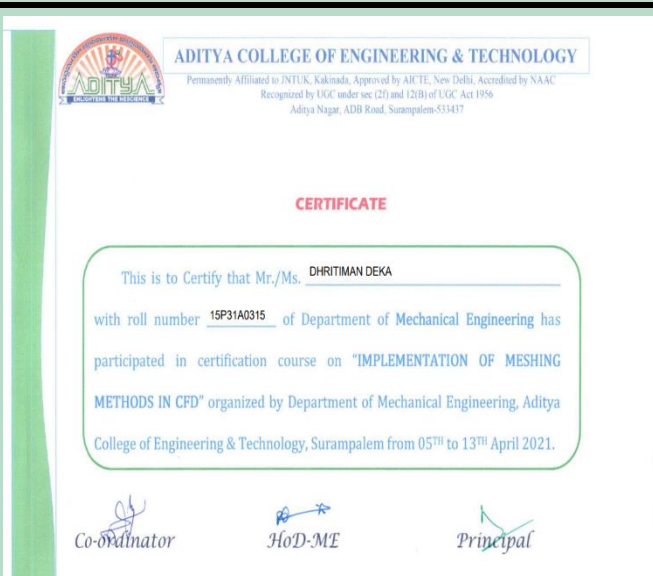 ADITYA COLLEGE OF ENGINEERING & TECHNOLOGY
Permanently Affiliated to JNTUK, Kakinada, Approved by AICTE, New Delhi, Accredited by NAAC
Recognized by UGC under sec (2f) and 12(B) of UGC Act 1956
Aditya Nagar, ADB Road, Surampalem-533437
ADITYA
ENLIGHTENS THE NESCIENCE
CERTIFICATE
This is to Certify that Mr./Ms. DHRITIMAN DEKA
with roll number 15P31A0315 of Department of Mechanical Engineering has
participated in certification course on "IMPLEMENTATION OF MESHING
METHODS IN CFD" organized by Department of Mechanical Engineering, Aditya
College of Engineering & Technology, Surampalem from 05TH to 13TH April 2021.
Co-ordinator HoD-ME Principal